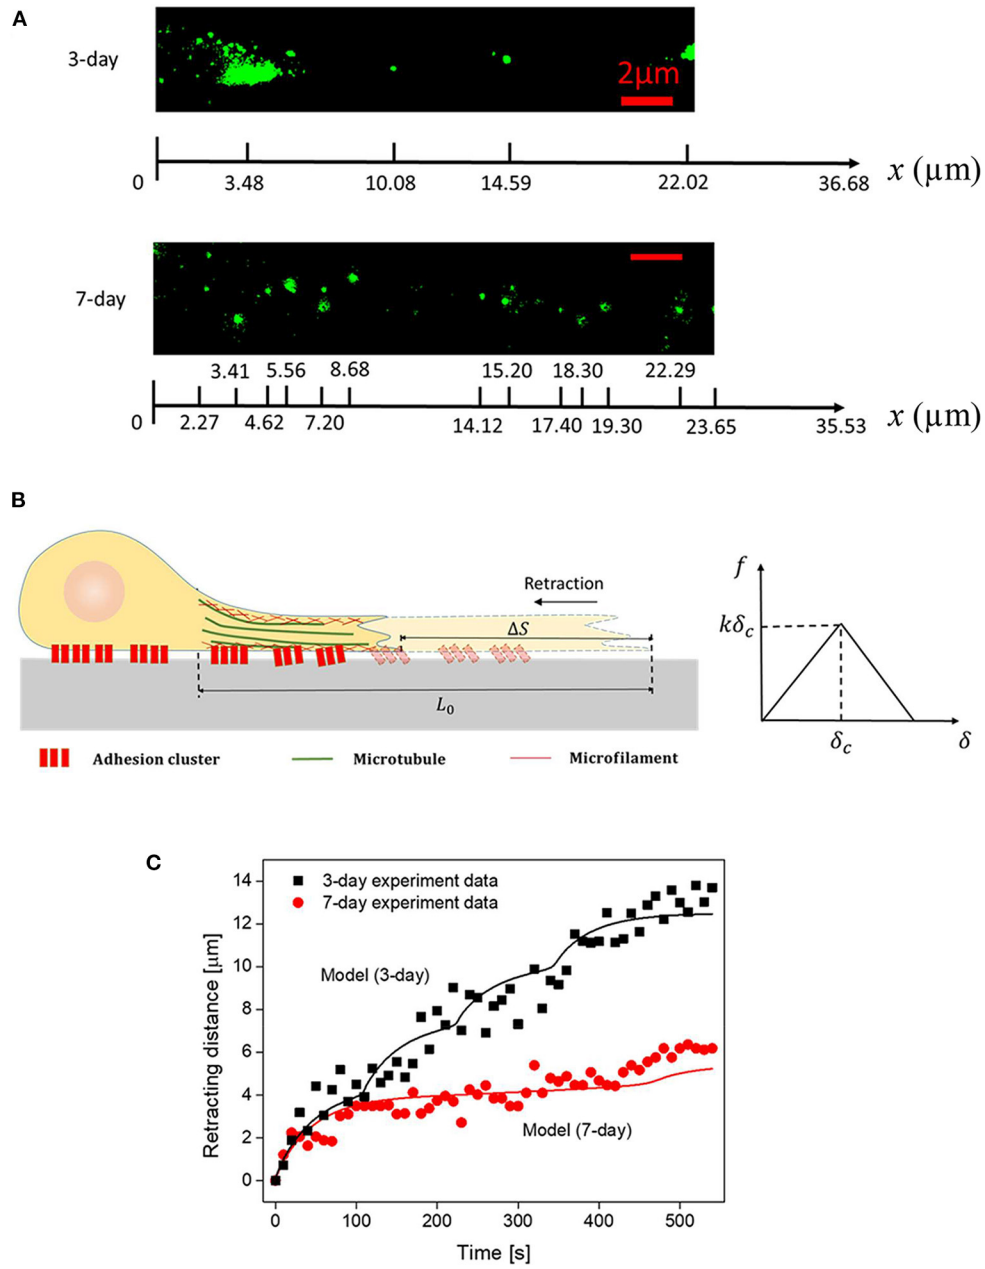 A
3-day
2µm
0 3.48 10.08 14.59 22.02 36.68 x (µm)
7-day
3.41 5.56 8.68 15.20 18.30 22.29
0 2.27 4.62 7.20 14.12 17.40 19.30 23.65 35.53 x (µm)
B
Retraction
ΔS
L₀
f
kδc
δc δ
Adhesion cluster Microtubule Microfilament
C
3-day experiment data
7-day experiment data
Model (3-day)
Model (7-day)
Retracting distance [µm]
14
12
10
8
6
4
2
0
0 100 200 300 400 500
Time [s]